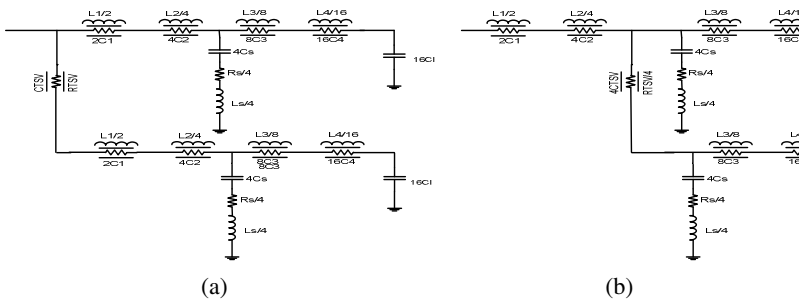 L1/2 L2/4 L3/8 L4/16
2C1 4C2 8C3 16C4
4Cs
16Cl
Rs/4
Ls/4
CTSV
RTSV
L1/2 L2/4 L3/8 L4/16
2C1 4C2 8C3 16C4
8C3
4Cs
16Cl
Rs/4
Ls/4
(a)
L1/2 L2/4 L3/8
2C1 4C2 8C3
4Cs
Rs/4
Ls/4
4CTSV
RTSV/4
L3/8
8C3
4Cs
Rs/4
Ls/4
(b)